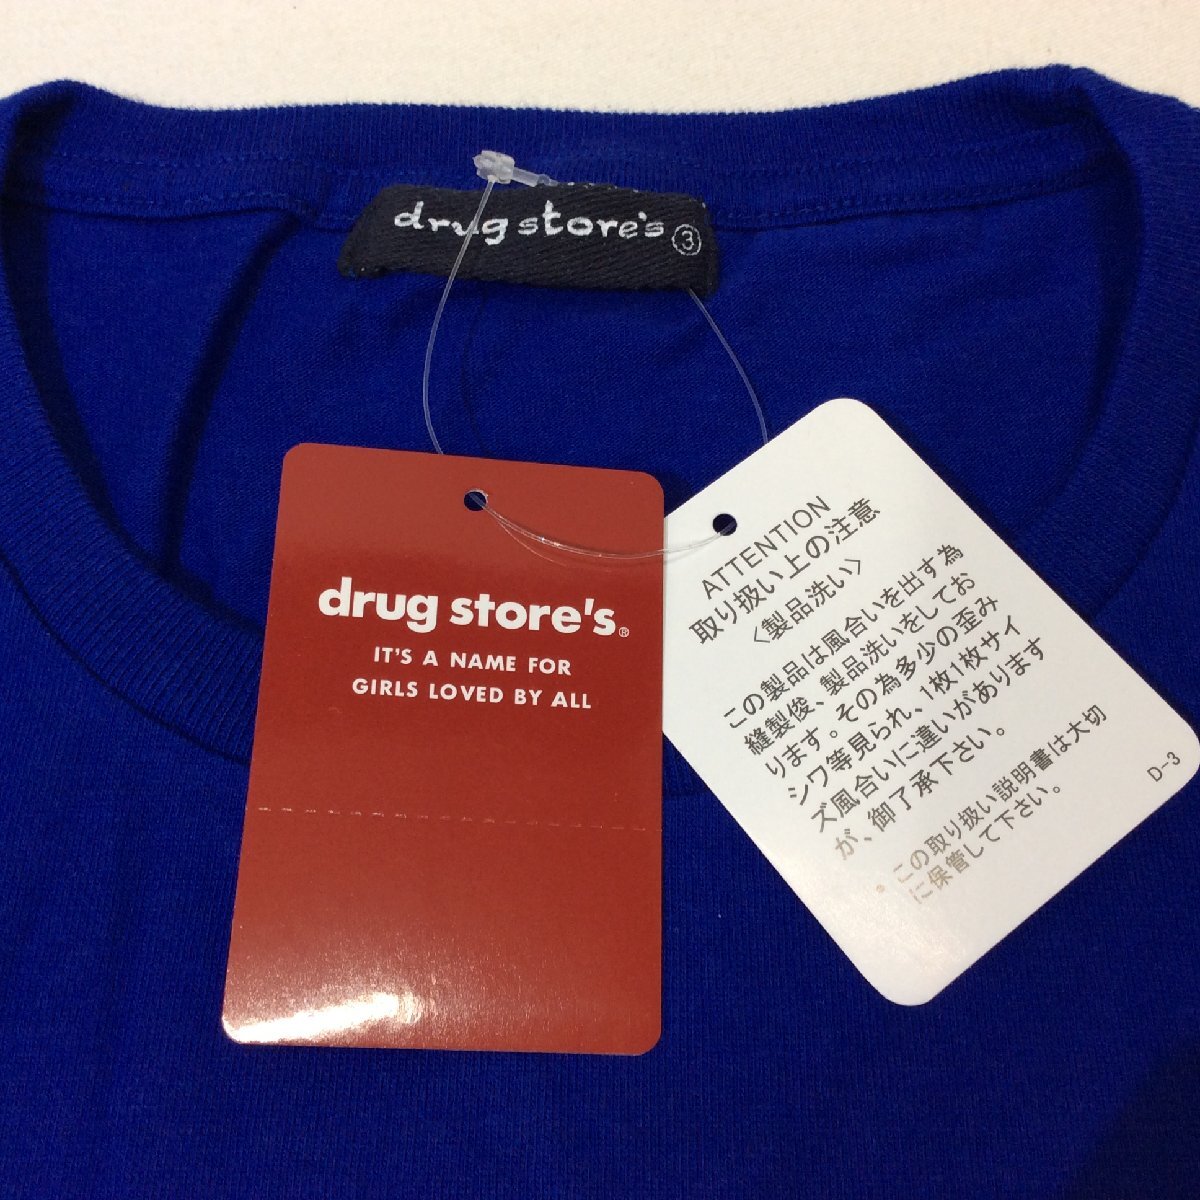 drug store's ③
drug store's®
IT'S A NAME FOR
GIRLS LOVED BY ALL
ATTENTION
取り扱い上の注意
〈製品洗い〉
この製品は風合いを出す為
縫製俊、製品洗いをしてお
ります。その為多少の歪み
シワ等見られ、1枚1枚サイ
ズ風合いに違いがあります
が、御了承下さい。
この取り扱い説明書は大切
に保管して下さい。
D-3